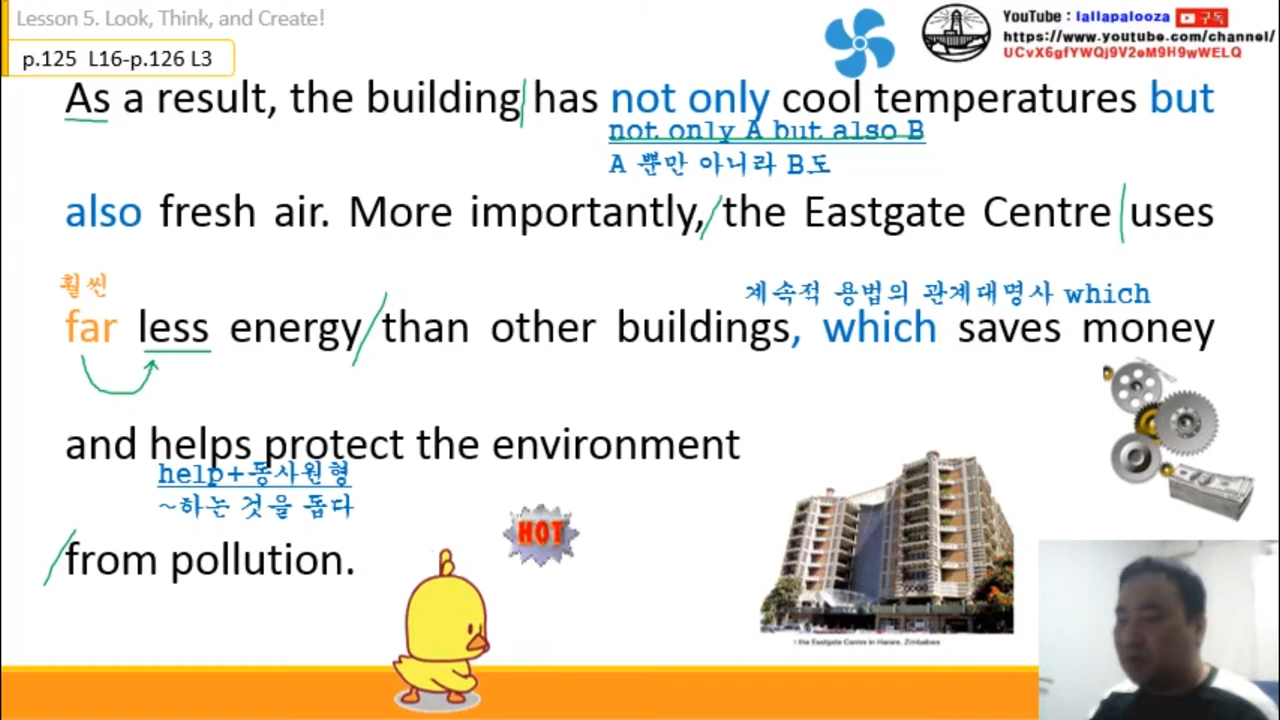 Lesson 5. Look, Think, and Create!
p.125 L16-p.126 L3
YouTube : lallapalooza 구독
https://www.youtube.com/channel/
UCvX6gfYWQj9V2eM9H9wWELQ
As a result, the building has not only cool temperatures but
not only A but also B
A 뿐만 아니라 B도
also fresh air. More importantly, the Eastgate Centre uses
훨씬
계속적 용법의 관계대명사 which
far less energy than other buildings, which saves money
and helps protect the environment
help+동사원형
~하는 것을 돕다
HOT
from pollution.
the Eastgate Centre in Harare, Zimbabwe